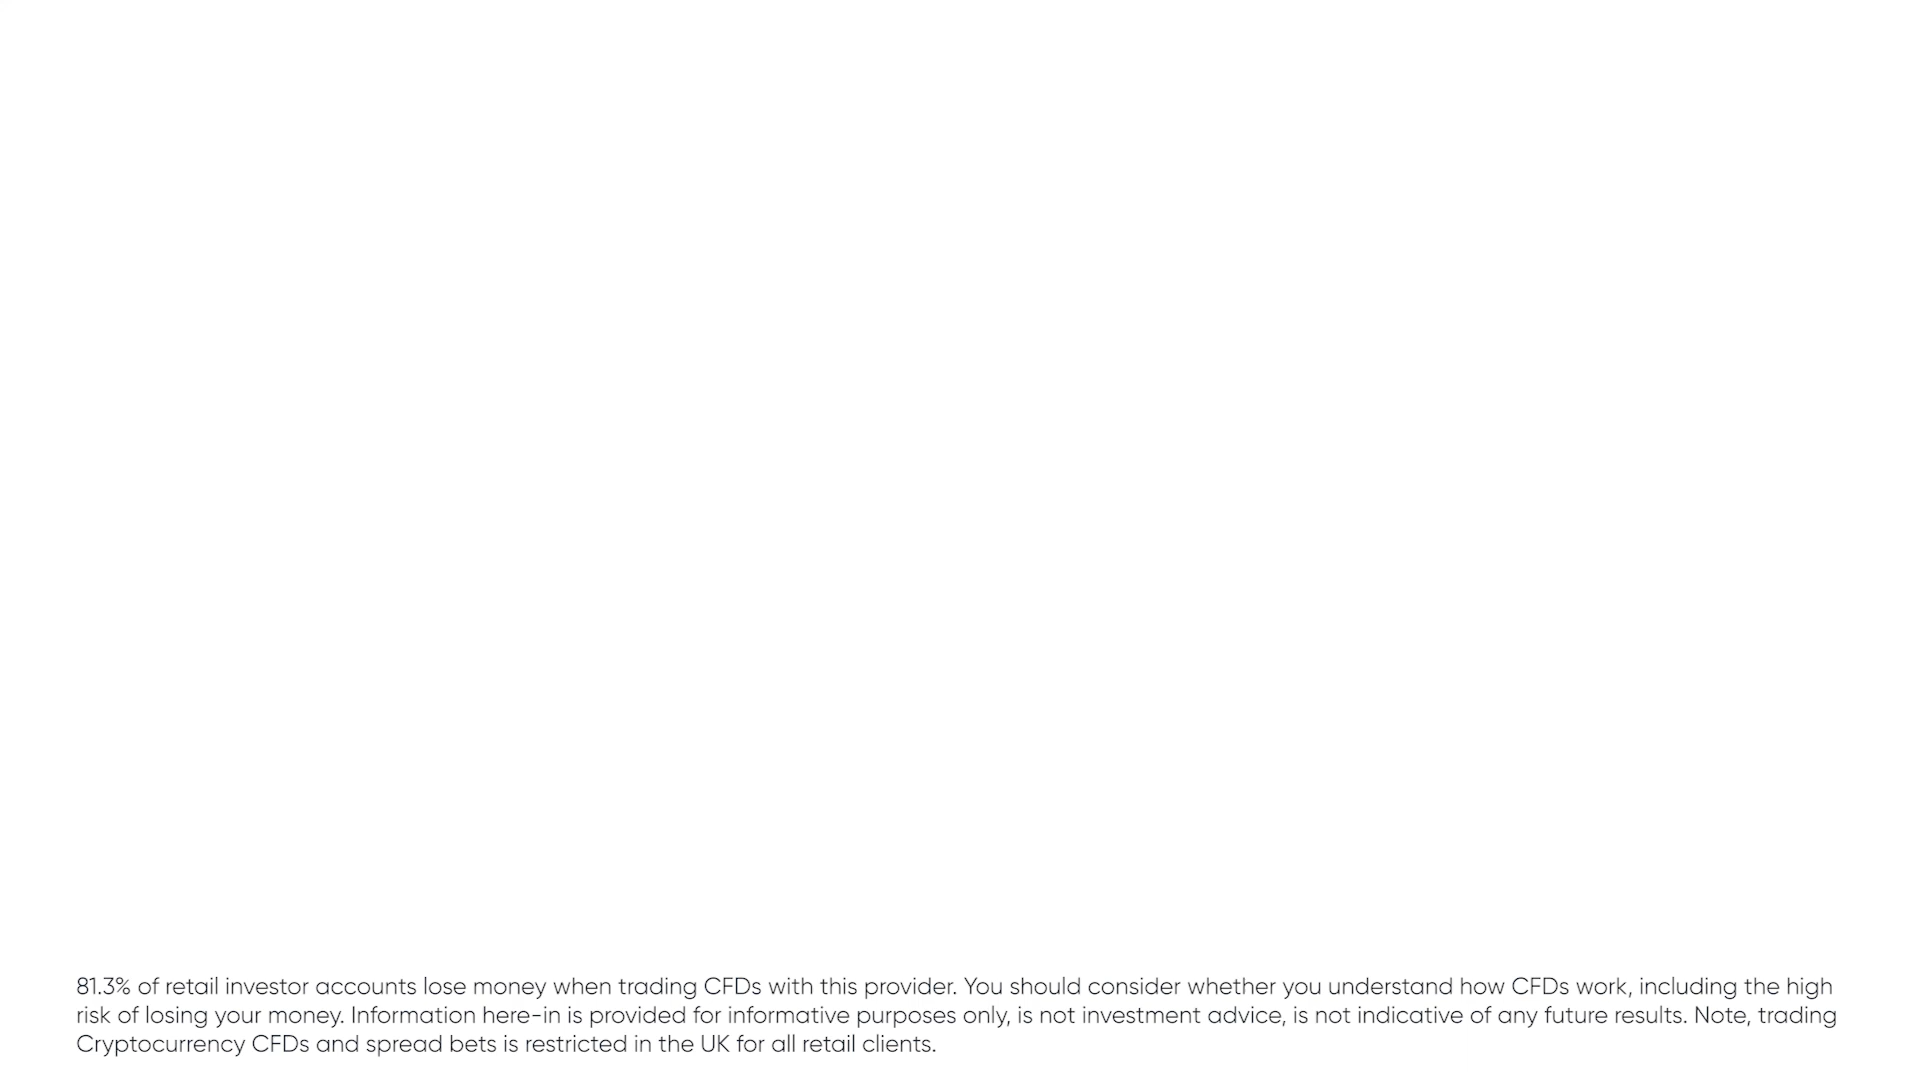 81.3% of retail investor accounts lose money when trading CFDs with this provider. You should consider whether you understand how CFDs work, including the high
risk of losing your money. Information here-in is provided for informative purposes only, is not investment advice, is not indicative of any future results. Note, trading
Cryptocurrency CFDs and spread bets is restricted in the UK for all retail clients.